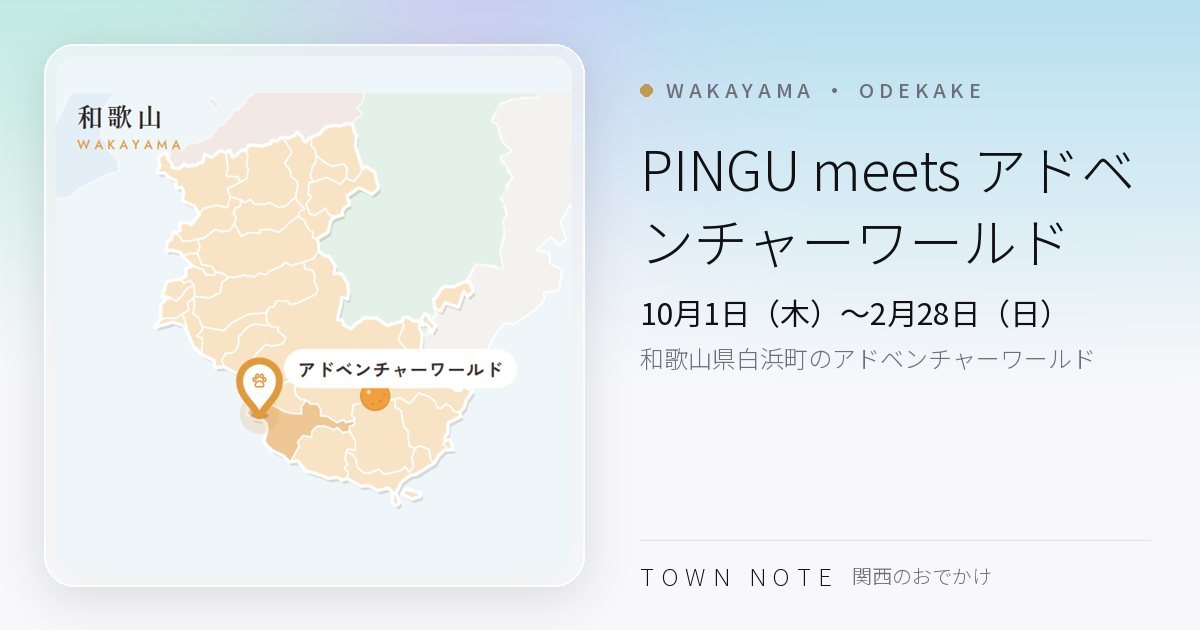 和歌山
WAKAYAMA
アドベンチャーワールド
WAKAYAMA • ODEKAKE
PINGU meets アドベ
ンチャーワールド
10月1日（木）〜2月28日（日）
和歌山県白浜町のアドベンチャーワールド
TOWN NOTE 関西のおでかけ